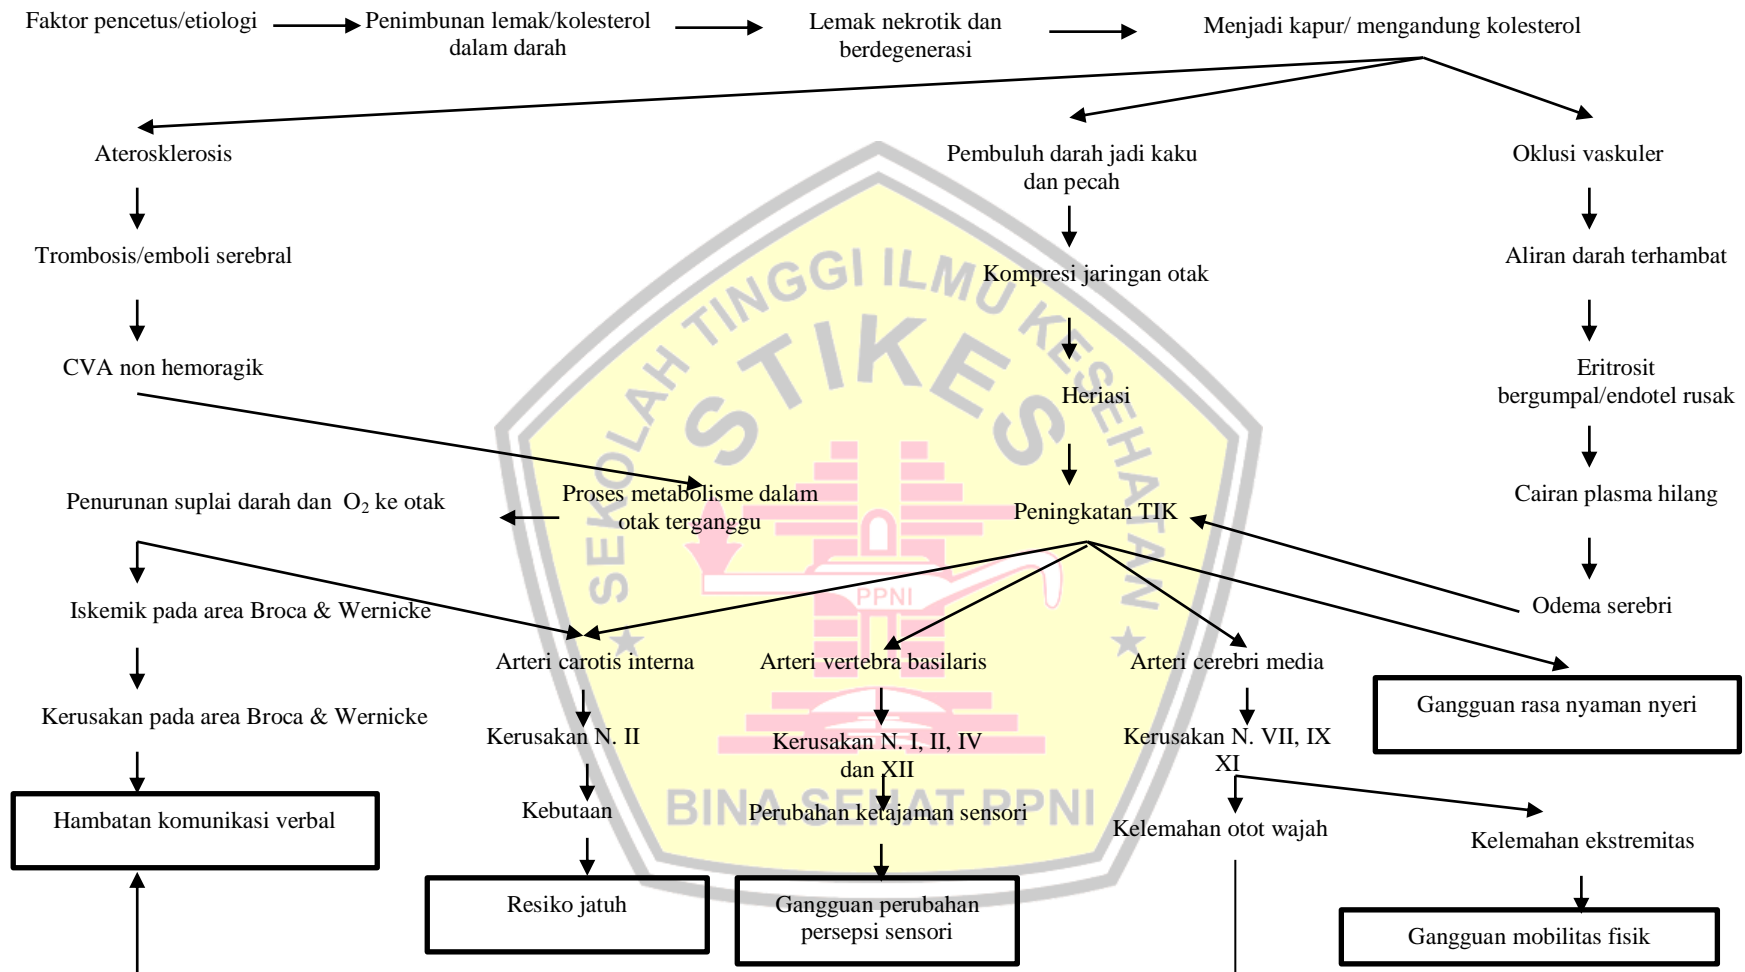 Faktor pencetus/etiologi
Penimbunan lemak/kolesterol
dalam darah
Lemak nekrotik dan
berdegenerasi
Menjadi kapur/ mengandung kolesterol
Aterosklerosis
Pembuluh darah jadi kaku
dan pecah
Oklusi vaskuler
Trombosis/emboli serebral
Kompresi jaringan otak
Aliran darah terhambat
CVA non hemoragik
Heriasi
Eritrosit
bergumpal/endotel rusak
Penurunan suplai darah dan O₂ ke otak
Proses metabolisme dalam
otak terganggu
Peningkatan TIK
Cairan plasma hilang
Iskemik pada area Broca & Wernicke
Odema serebri
Arteri carotis interna
Arteri vertebra basilaris
Arteri cerebri media
Gangguan rasa nyaman nyeri
Kerusakan pada area Broca & Wernicke
Kerusakan N. II
Kerusakan N. I, II, IV
dan XII
Kerusakan N. VII, IX
XI
Hambatan komunikasi verbal
Kebutaan
Perubahan ketajaman sensori
Kelemahan otot wajah
Kelemahan ekstremitas
Resiko jatuh
Gangguan perubahan
persepsi sensori
Gangguan mobilitas fisik
SEKOLAH TINGGI ILMU KESEHATAN
STIKES
PPNI
BINA SEHAT PPNI